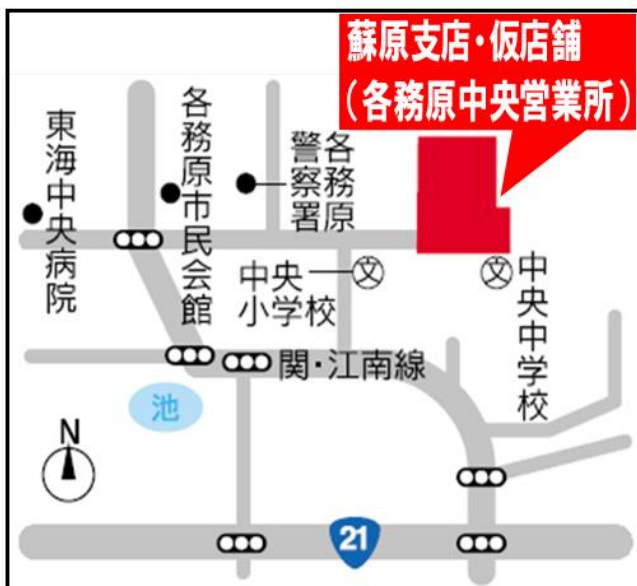 蘇原支店・仮店舗
（各務原中央営業所）
東海中央病院
各務原市民会館
各務原
警察署
中央
小学校
文
文
中央中学校
関・江南線
池
N
21